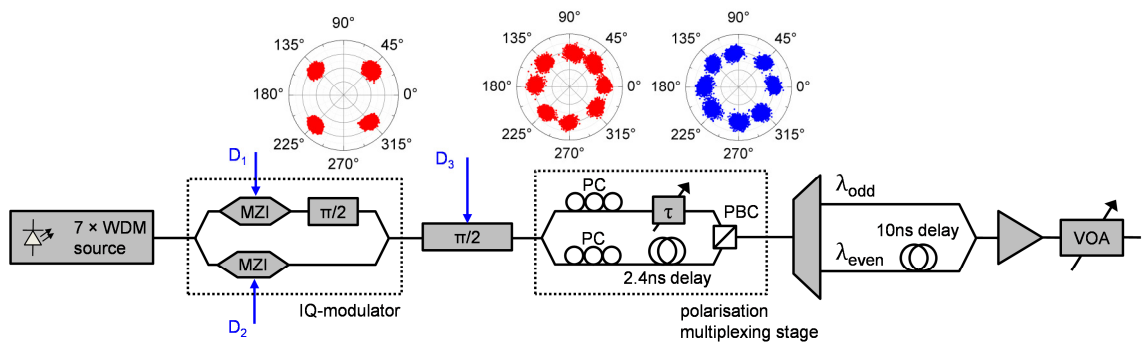 90°
135° 45°
180° 0°
225° 315°
270°
90°
135° 45°
180° 0°
225° 315°
270°
90°
135° 45°
180° 0°
225° 315°
270°
D1
D3
7 × WDM
source
MZI
π/2
MZI
D2
IQ-modulator
π/2
PC
τ
PBC
PC
2.4ns delay
polarisation
multiplexing stage
λodd
10ns delay
λeven
VOA